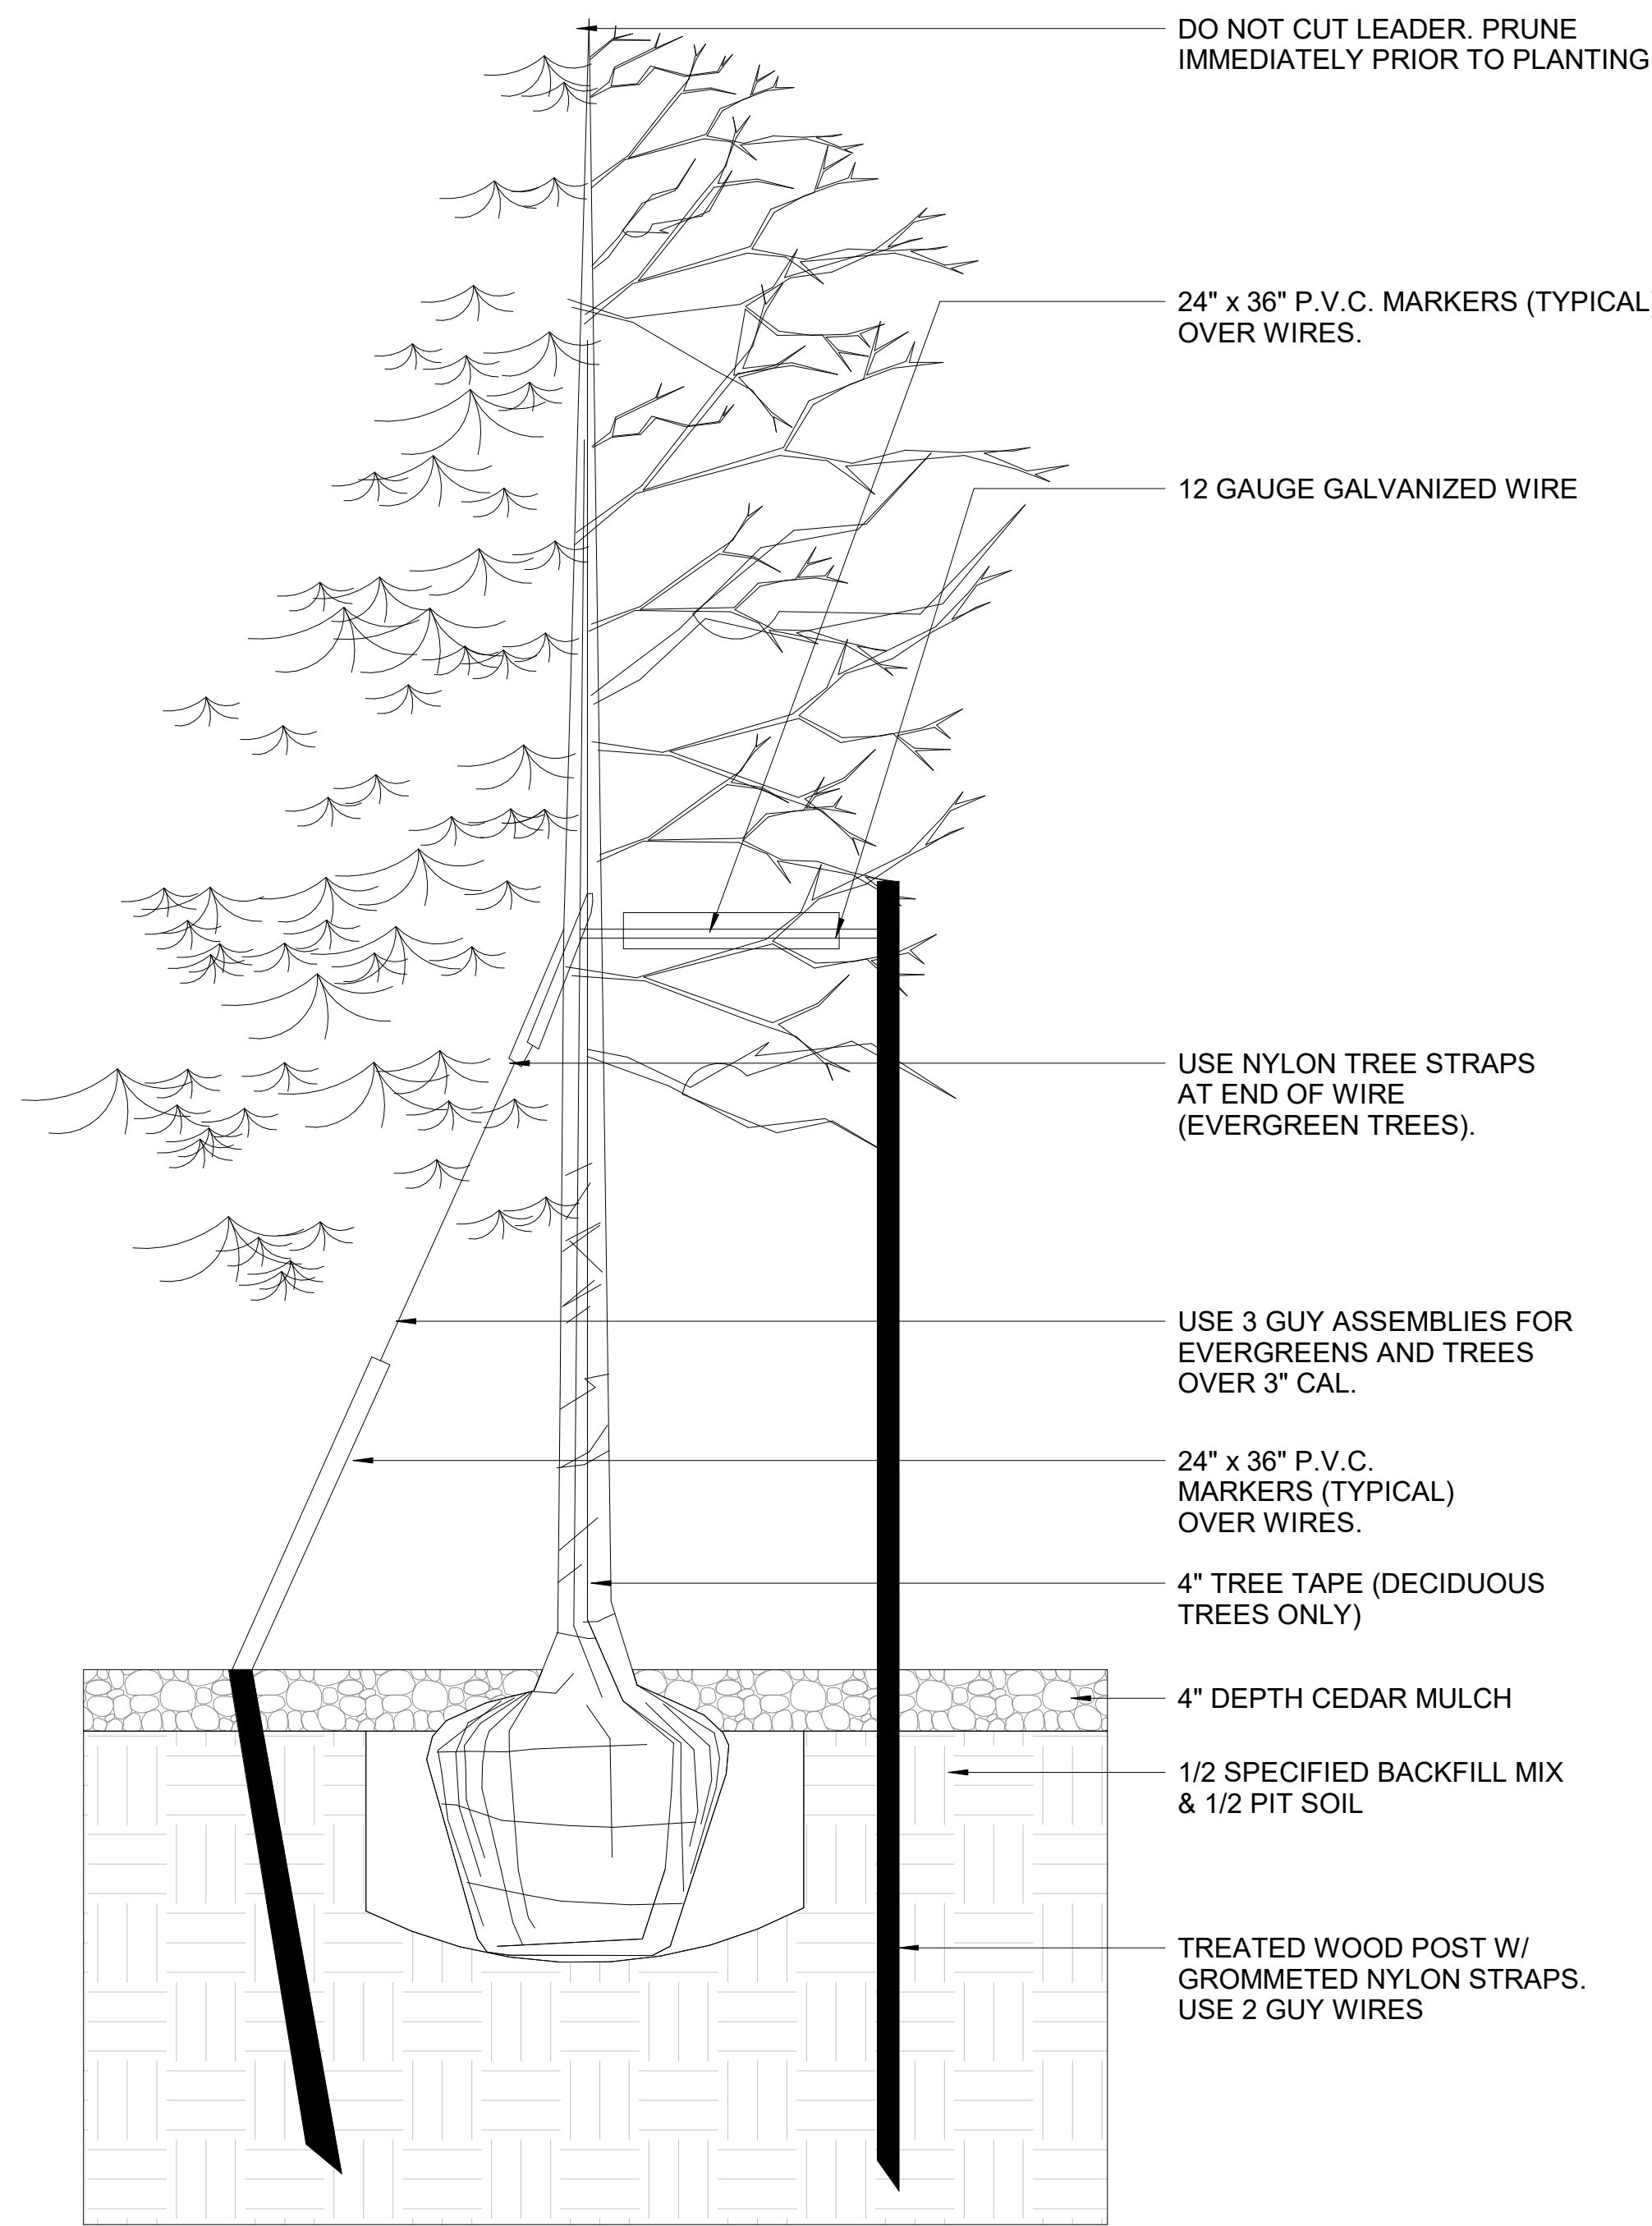 DO NOT CUT LEADER. PRUNE
IMMEDIATELY PRIOR TO PLANTING
24" x 36" P.V.C. MARKERS (TYPICAL)
OVER WIRES.
12 GAUGE GALVANIZED WIRE
USE NYLON TREE STRAPS
AT END OF WIRE
(EVERGREEN TREES).
USE 3 GUY ASSEMBLIES FOR
EVERGREENS AND TREES
OVER 3" CAL.
24" x 36" P.V.C.
MARKERS (TYPICAL)
OVER WIRES.
4" TREE TAPE (DECIDUOUS
TREES ONLY)
4" DEPTH CEDAR MULCH
1/2 SPECIFIED BACKFILL MIX
& 1/2 PIT SOIL
TREATED WOOD POST W/
GROMMETED NYLON STRAPS.
USE 2 GUY WIRES